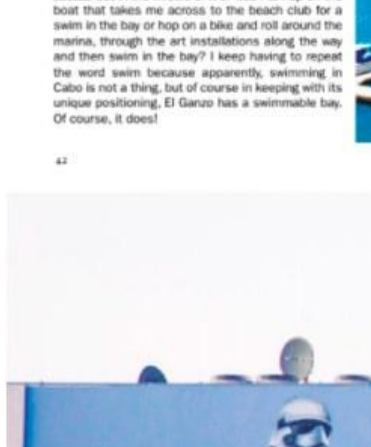 boat that takes me across to the beach club for a
swim in the bay or hop on a bike and roll around the
marina, through the art installations along the way
and then swim in the bay? I keep having to repeat
the word swim because apparently, swimming in
Cabo is not a thing, but of course in keeping with its
unique positioning, El Ganzo has a swimmable bay.
Of course, it does!
42